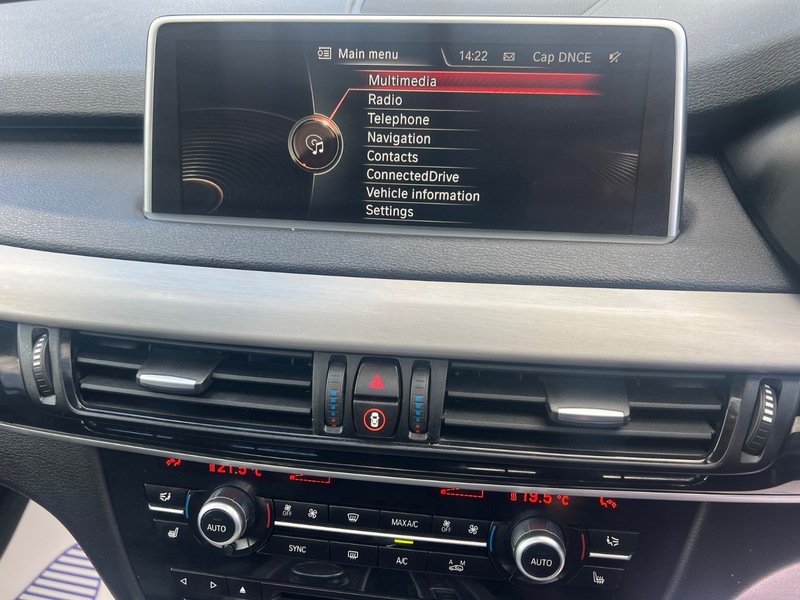 Main menu
14:22
Cap DNCE
Multimedia
Radio
Telephone
Navigation
Contacts
ConnectedDrive
Vehicle information
Settings
21.5°C
19.5°C
OFF
MAX A/C
OFF
AUTO
SYNC
A/C
A M
AUTO